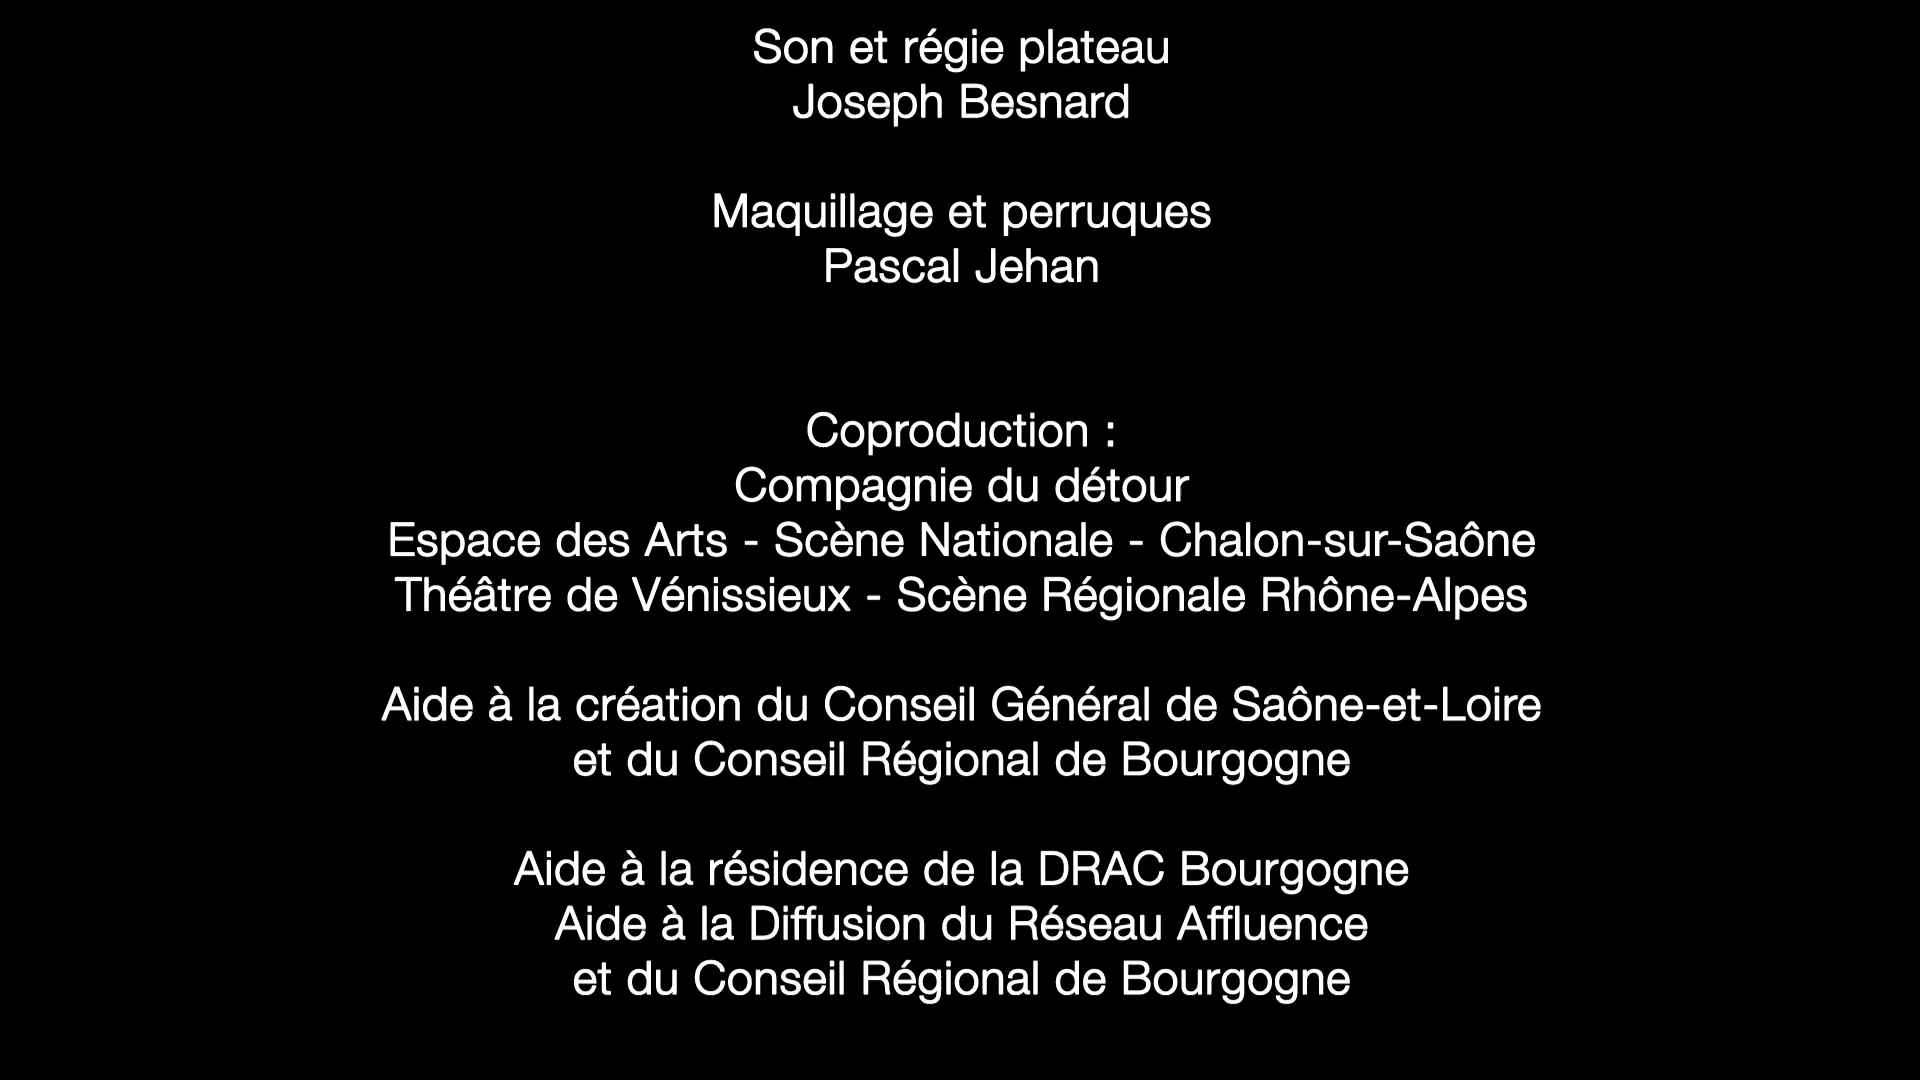 Son et régie plateau
Joseph Besnard
Maquillage et perruques
Pascal Jehan
Coproduction :
Compagnie du détour
Espace des Arts - Scène Nationale - Chalon-sur-Saône
Théâtre de Vénissieux - Scène Régionale Rhône-Alpes
Aide à la création du Conseil Général de Saône-et-Loire
et du Conseil Régional de Bourgogne
Aide à la résidence de la DRAC Bourgogne
Aide à la Diffusion du Réseau Affluence
et du Conseil Régional de Bourgogne